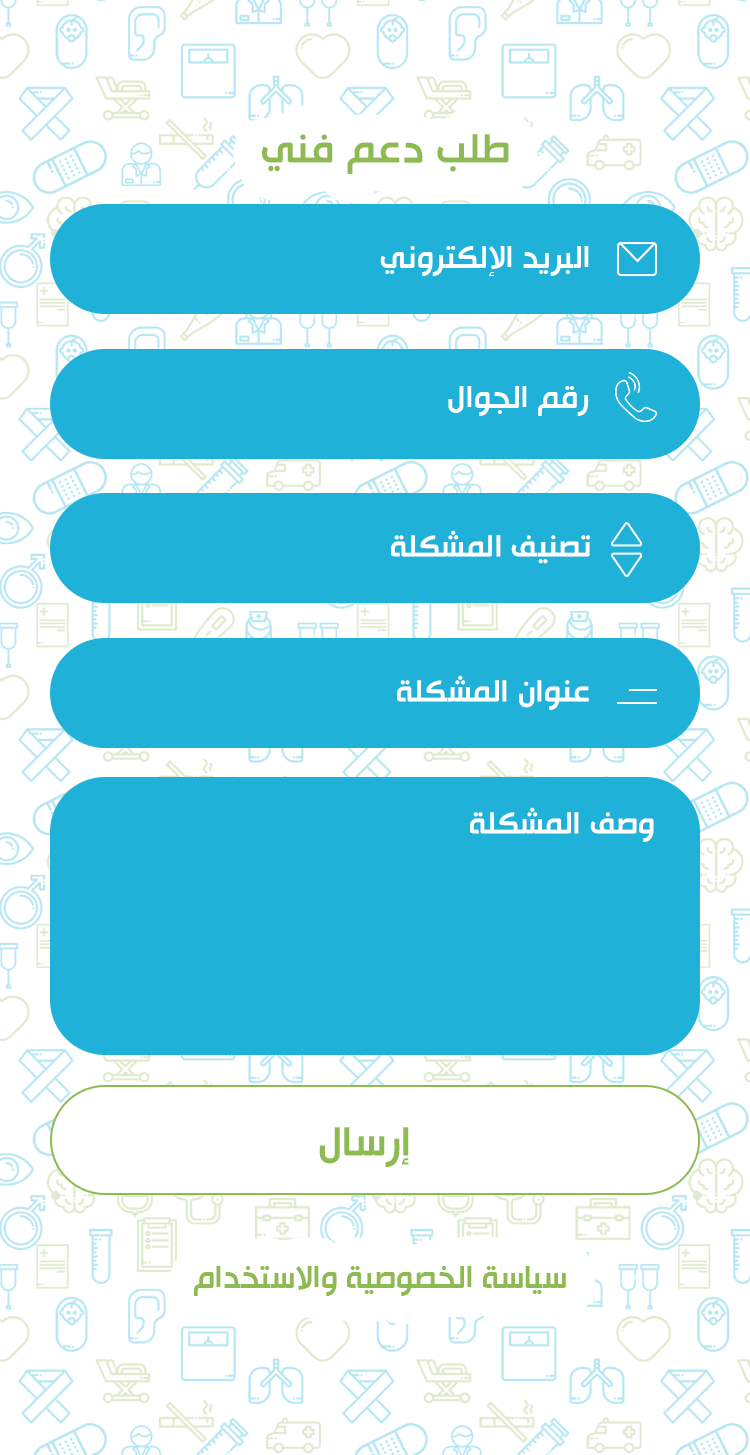 طلب دعم فني
البريد الإلكتروني
رقم الجوال
تصنيف المشكلة
عنوان المشكلة
وصف المشكلة
إرسال
سياسة الخصوصية والاستخدام